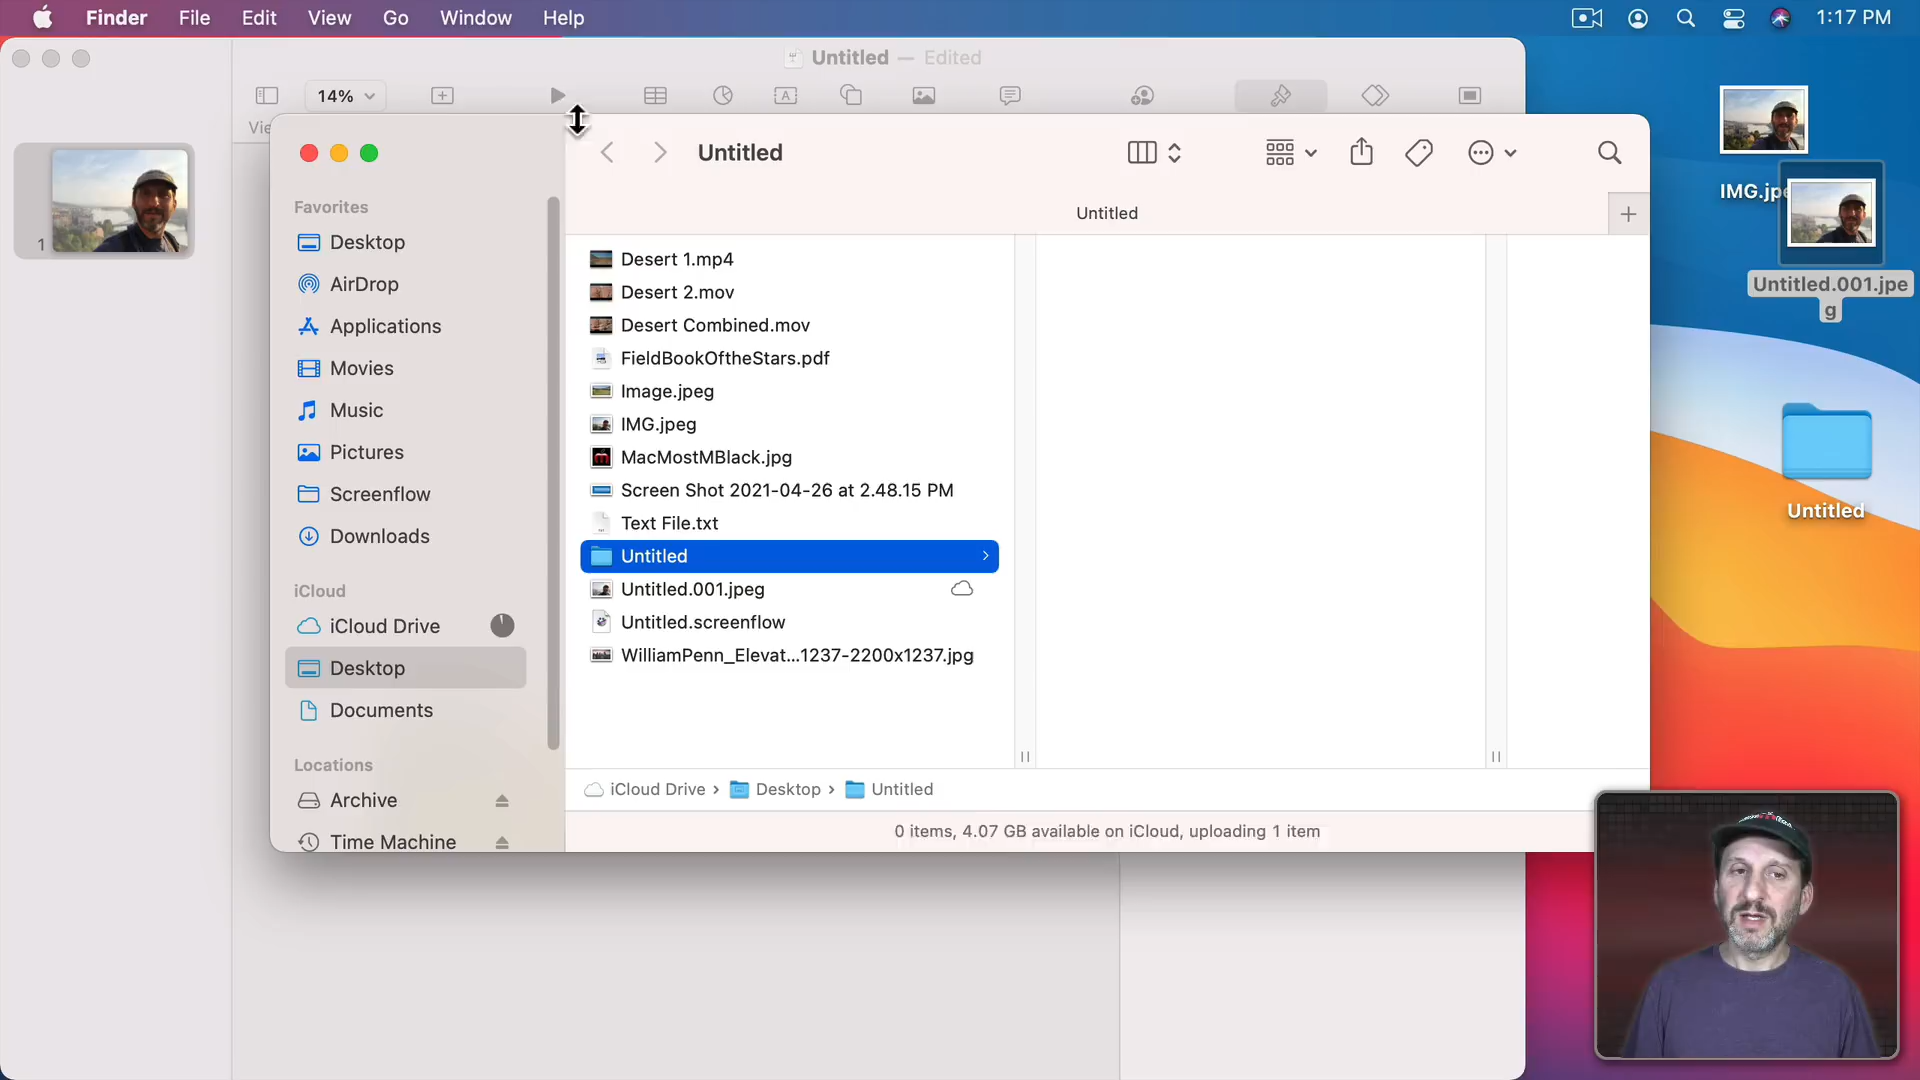 Finder File Edit View Go Window Help 1:17 PM
Untitled — Edited
14%
Vie
1
Untitled
Untitled
Favorites
Desktop
AirDrop
Applications
Movies
Music
Pictures
Screenflow
Downloads
iCloud
iCloud Drive
Desktop
Documents
Locations
Archive
Time Machine
Desert 1.mp4
Desert 2.mov
Desert Combined.mov
FieldBookOftheStars.pdf
Image.jpeg
IMG.jpeg
MacMostMBlack.jpg
Screen Shot 2021-04-26 at 2.48.15 PM
Text File.txt
Untitled
Untitled.001.jpeg
Untitled.screenflow
WilliamPenn_Elevat...1237-2200x1237.jpg
iCloud Drive › Desktop › Untitled
0 items, 4.07 GB available on iCloud, uploading 1 item
IMG.jpe
Untitled.001.jpe
g
Untitled